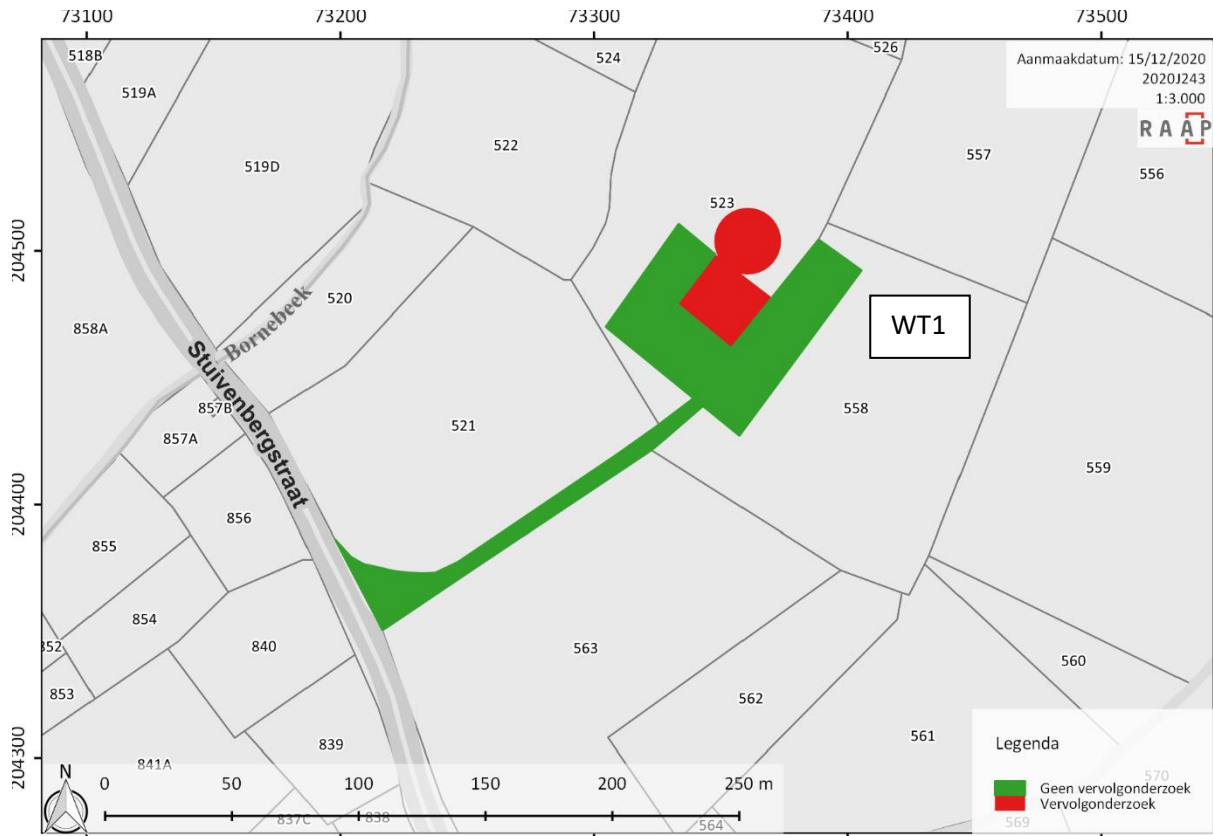 73100 73200 73300 73400 73500
Aanmaakdatum: 15/12/2020
2020J243
1:3.000
RAAP
518B
524
526
519A
522
557
519D
556
523
204500
520
858A
Bornebeek
WT1
Stuivenbergstraat
857B
558
521
857A
559
204400
856
855
854
840
563
852
560
853
562
839
561
204300
841A
Legenda
570
N
0 50 100 150 200 250 m
Geen vervolgonderzoek
Vervolgonderzoek
837C
838
564
569